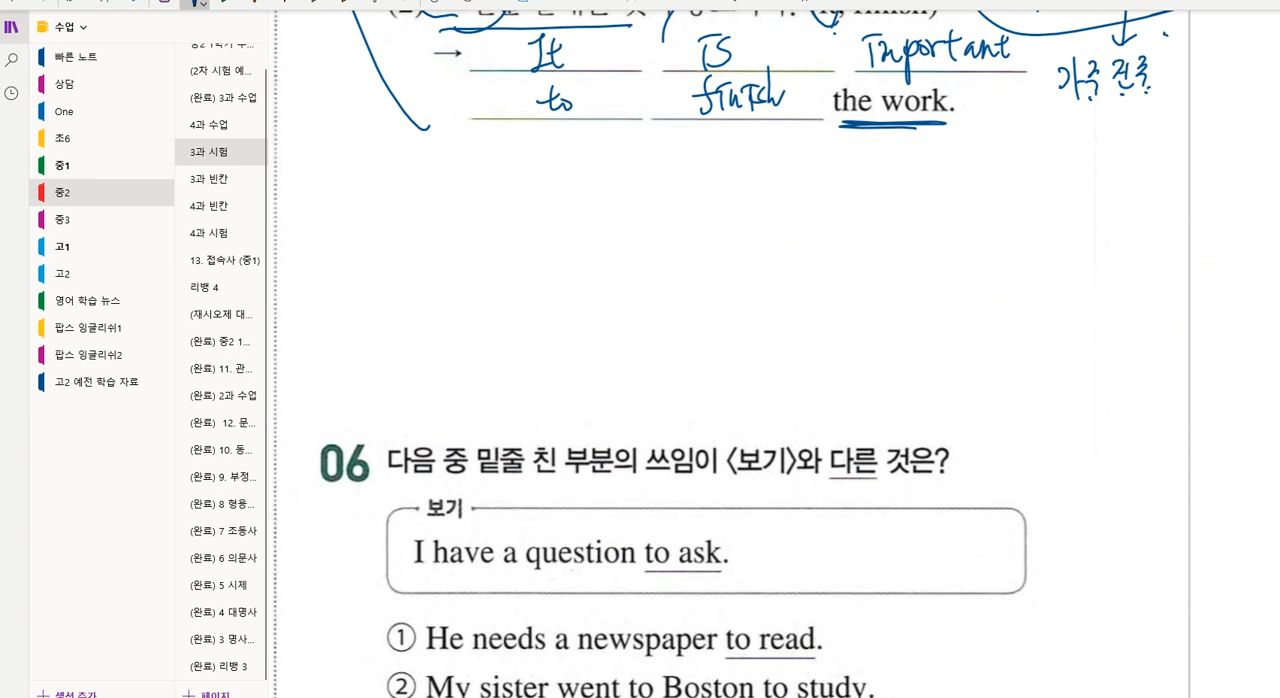 수업
빠른 노트
상담
One
초6
중1
중2
중3
고1
고2
영어 학습 뉴스
팝스 잉글리쉬1
팝스 잉글리쉬2
고2 예전 학습 자료
(2차 시험 예...
(완료) 3과 수업
4과 수업
3과 시험
3과 빈칸
4과 빈칸
4과 시험
13. 접속사 (중1)
리뱅 4
(재시오제 대...
(완료) 중2 1...
(완료) 11. 관...
(완료) 2과 수업
(완료) 12. 문...
(완료) 10. 동...
(완료) 9. 부정...
(완료) 8 형용...
(완료) 7 조동사
(완료) 6 의문사
(완료) 5 시제
(완료) 4 대명사
(완료) 3 명사...
(완료) 리뱅 3
→ It is important
to finish the work.
06 다음 중 밑줄 친 부분의 쓰임이 〈보기〉와 다른 것은?
보기
I have a question to ask.
① He needs a newspaper to read.
② My sister went to Boston to study.